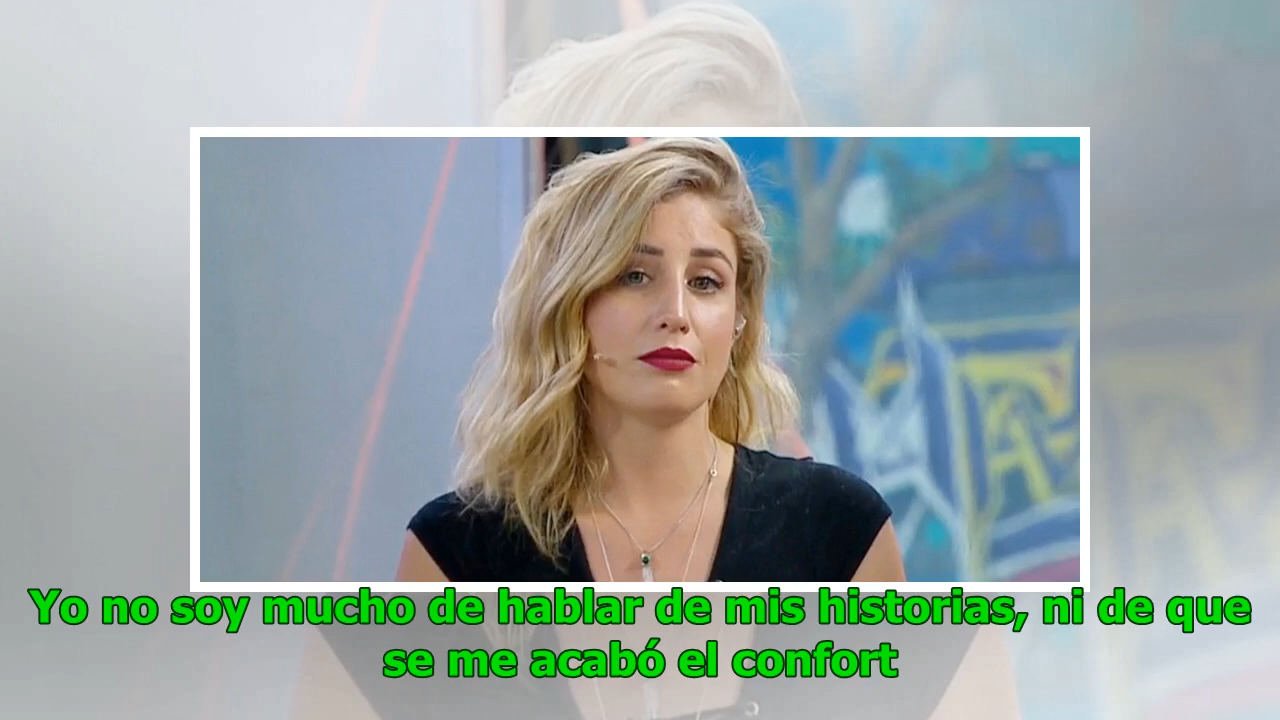 Yo no soy mucho de hablar de mis historias, ni de que
se me acabó el confort